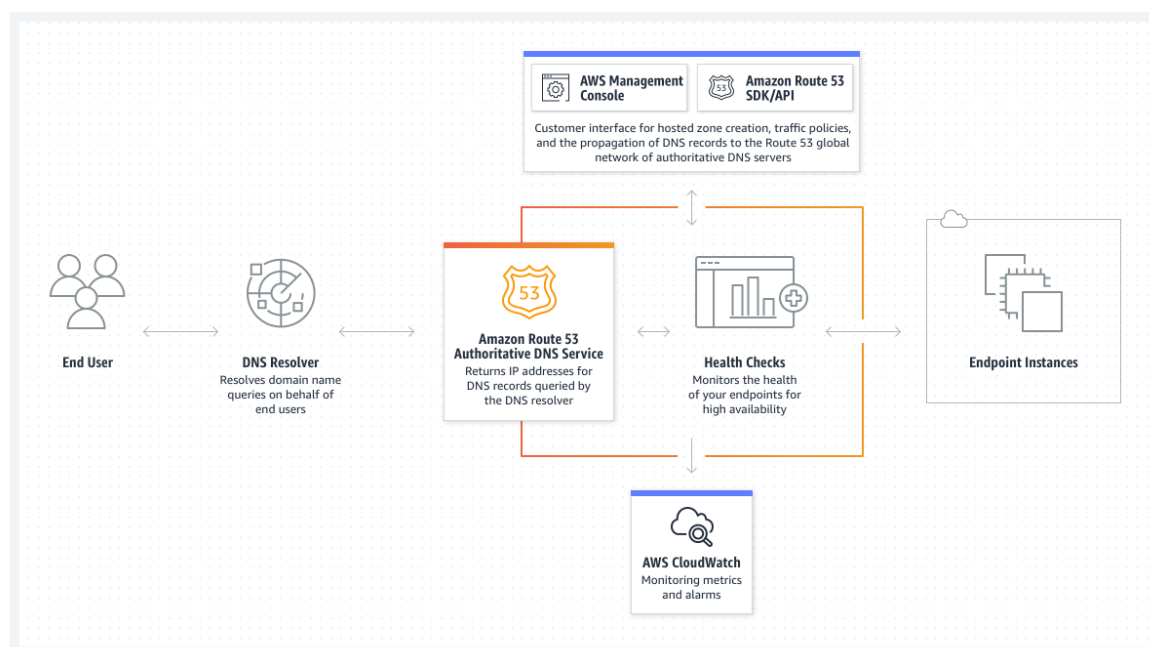 AWS Management
Console
53
Amazon Route 53
SDK/API
Customer interface for hosted zone creation, traffic policies,
and the propagation of DNS records to the Route 53 global
network of authoritative DNS servers
End User
DNS Resolver
Resolves domain name
queries on behalf of
end users
53
Amazon Route 53
Authoritative DNS Service
Returns IP addresses for
DNS records queried by
the DNS resolver
Health Checks
Monitors the health
of your endpoints for
high availability
Endpoint Instances
AWS CloudWatch
Monitoring metrics
and alarms